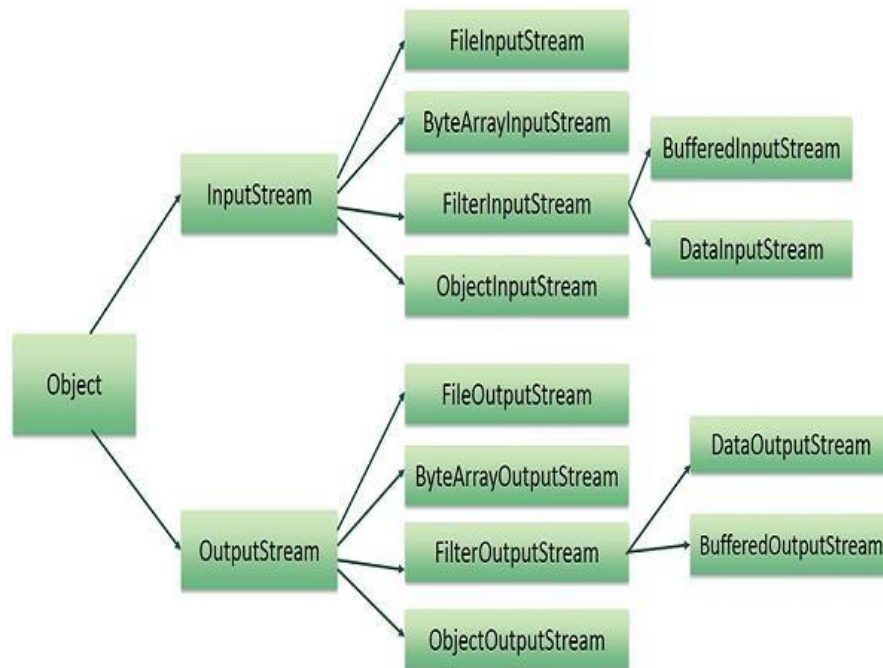 FileInputStream
ByteArrayInputStream
BufferedInputStream
InputStream
FilterInputStream
DataInputStream
ObjectInputStream
Object
FileOutputStream
DataOutputStream
ByteArrayOutputStream
OutputStream
FilterOutputStream
BufferedOutputStream
ObjectOutputStream